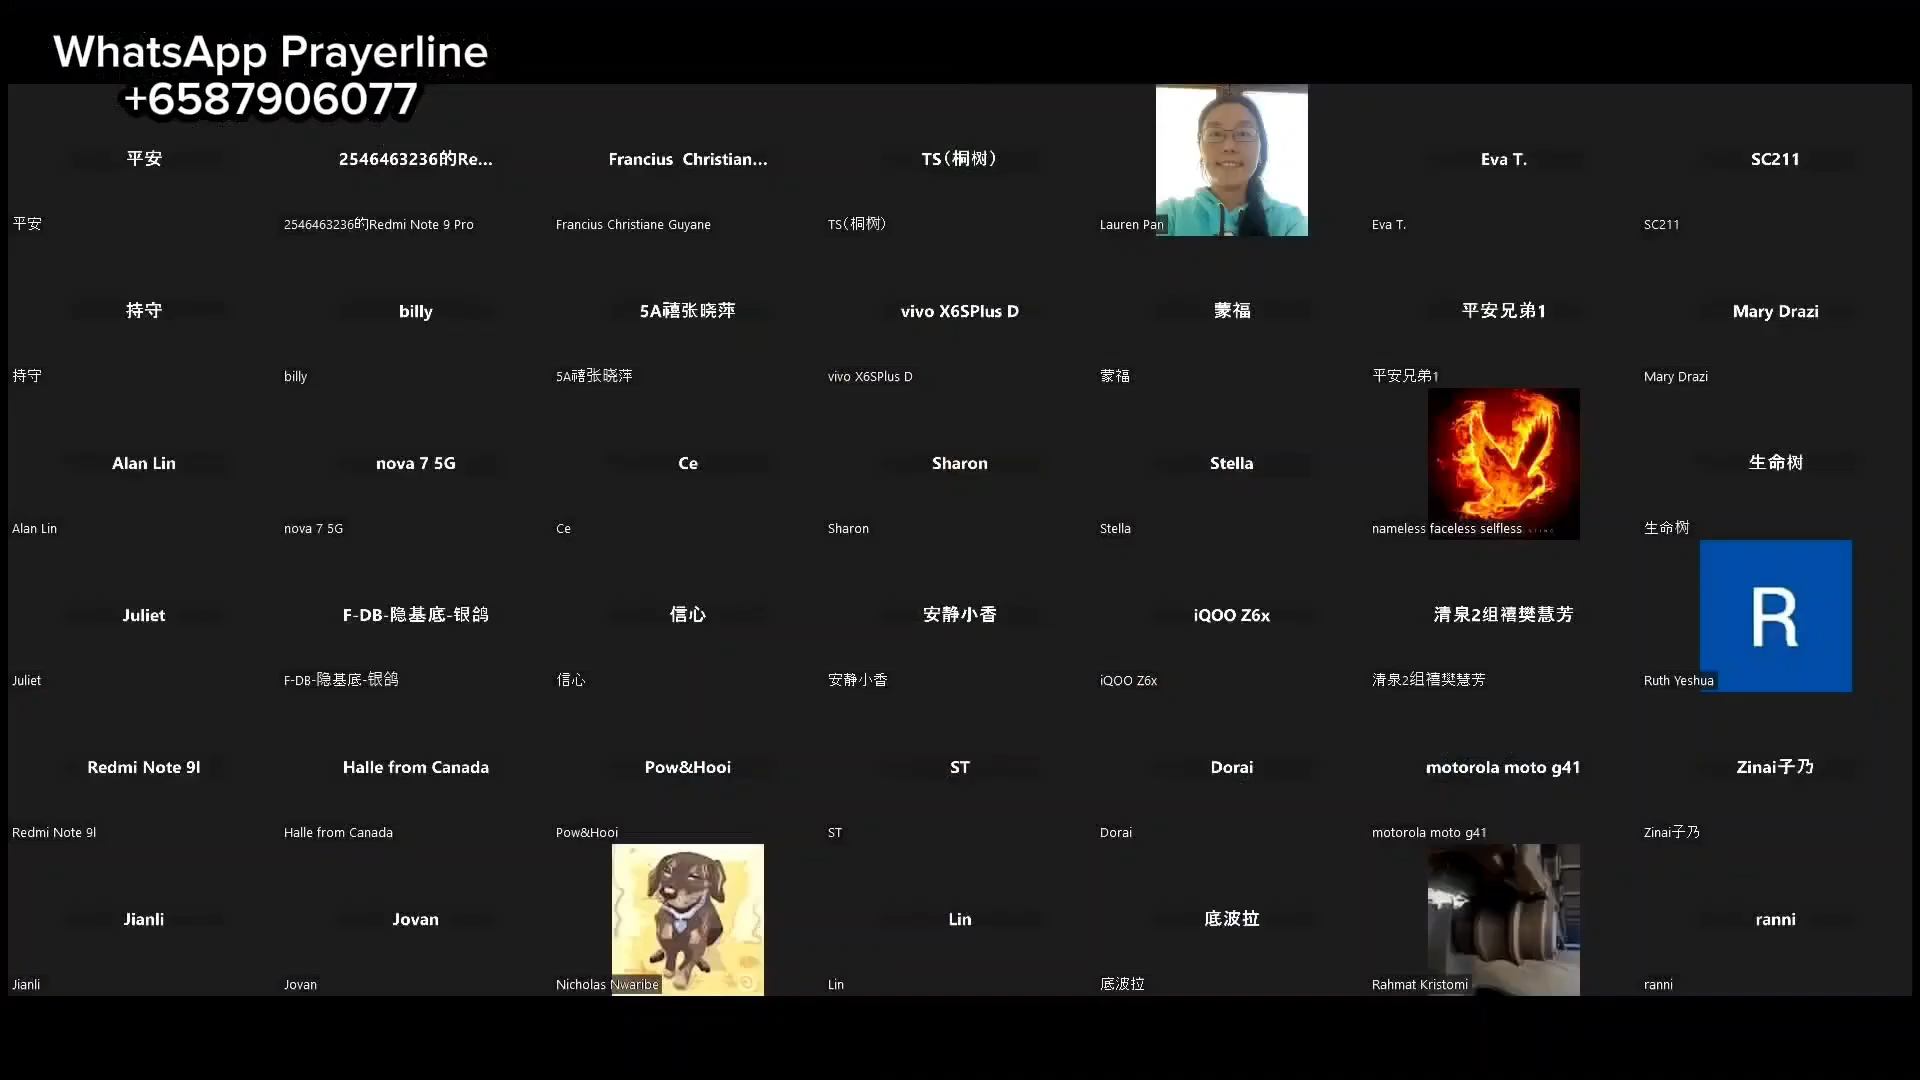 WhatsApp Prayerline
+6587906077
平安
2546463236的Re...
Francius Christian...
TS（桐树）
Eva T.
SC211
平安
2546463236的Redmi Note 9 Pro
Francius Christiane Guyane
TS（桐树）
Lauren Pan
Eva T.
SC211
持守
billy
5A禧张晓萍
vivo X6SPlus D
蒙福
平安兄弟1
Mary Drazi
持守
billy
5A禧张晓萍
vivo X6SPlus D
蒙福
平安兄弟1
Mary Drazi
Alan Lin
nova 7 5G
Ce
Sharon
Stella
生命树
Alan Lin
nova 7 5G
Ce
Sharon
Stella
nameless faceless selfless
生命树
Juliet
F-DB-隐基底-银鸽
信心
安静小香
iQOO Z6x
清泉2组禧樊慧芳
R
Juliet
F-DB-隐基底-银鸽
信心
安静小香
iQOO Z6x
清泉2组禧樊慧芳
Ruth Yeshua
Redmi Note 9l
Halle from Canada
Pow&Hooi
ST
Dorai
motorola moto g41
Zinai子乃
Redmi Note 9l
Halle from Canada
Pow&Hooi
ST
Dorai
motorola moto g41
Zinai子乃
Jianli
Jovan
Lin
底波拉
ranni
Jianli
Jovan
Nicholas Nwaribe
Lin
底波拉
Rahmat Kristomi
ranni